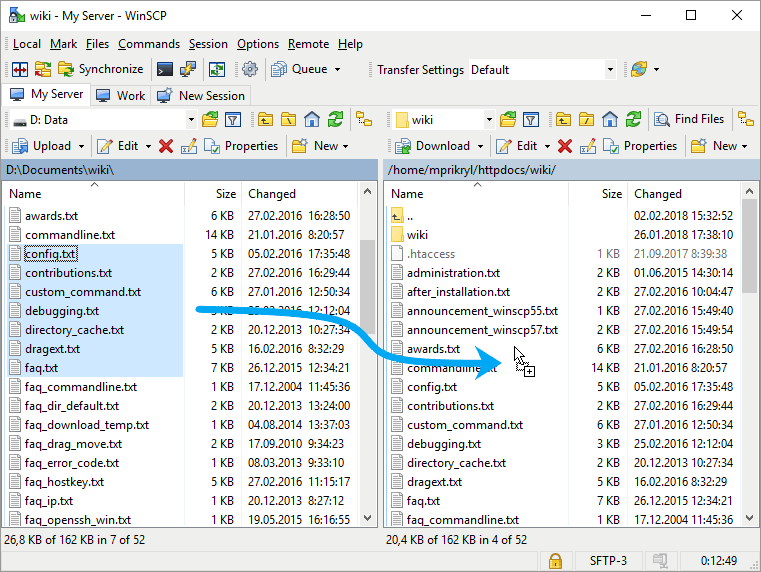 wiki - My Server - WinSCP
Local Mark Files Commands Session Options Remote Help
Synchronize Queue Transfer Settings Default
My Server Work New Session
D: Data wiki Find Files
Upload Edit Properties New Download Edit Properties New
D:\Documents\wiki\
Name Size Changed
awards.txt 6 KB 27.02.2016 16:28:50
commandline.txt 14 KB 21.01.2016 8:20:57
config.txt 5 KB 05.02.2016 17:35:48
contributions.txt 2 KB 27.02.2016 16:29:44
custom_command.txt 6 KB 27.01.2016 12:50:34
debugging.txt 12:12:04
directory_cache.txt 2 KB 20.12.2013 10:27:34
dragext.txt 5 KB 16.02.2016 8:32:29
faq.txt 7 KB 26.12.2015 12:34:21
faq_commandline.txt 1 KB 17.12.2004 11:45:36
faq_dir_default.txt 2 KB 20.12.2013 13:24:00
faq_download_temp.txt 1 KB 04.08.2014 13:37:03
faq_drag_move.txt 2 KB 17.09.2010 9:34:23
faq_error_code.txt 1 KB 08.03.2013 9:33:10
faq_hostkey.txt 5 KB 27.02.2016 11:15:17
faq_ip.txt 1 KB 20.12.2013 8:27:12
faq_openssh_win.txt 1 KB 19.05.2015 16:16:55
26,8 KB of 162 KB in 7 of 52
/home/mprikryl/httpdocs/wiki/
Name Size Changed
.. 02.02.2018 15:32:52
wiki 26.01.2018 17:38:10
.htaccess 1 KB 21.09.2017 8:39:38
administration.txt 2 KB 01.06.2015 14:30:14
after_installation.txt 2 KB 27.02.2016 10:04:47
announcement_winscp55.txt 1 KB 27.02.2016 15:49:40
announcement_winscp57.txt 2 KB 27.02.2016 15:49:54
awards.txt 6 KB 27.02.2016 16:28:50
commandline.txt 14 KB 21.01.2016 8:20:57
config.txt 5 KB 05.02.2016 17:35:48
contributions.txt 2 KB 27.02.2016 16:29:44
custom_command.txt 6 KB 27.01.2016 12:50:34
debugging.txt 3 KB 25.02.2016 12:12:04
directory_cache.txt 2 KB 20.12.2013 10:27:34
dragext.txt 5 KB 16.02.2016 8:32:29
faq.txt 7 KB 26.12.2015 12:34:21
faq_commandline.txt 1 KB 17.12.2004 11:45:36
20,4 KB of 162 KB in 4 of 52
SFTP-3 0:12:49